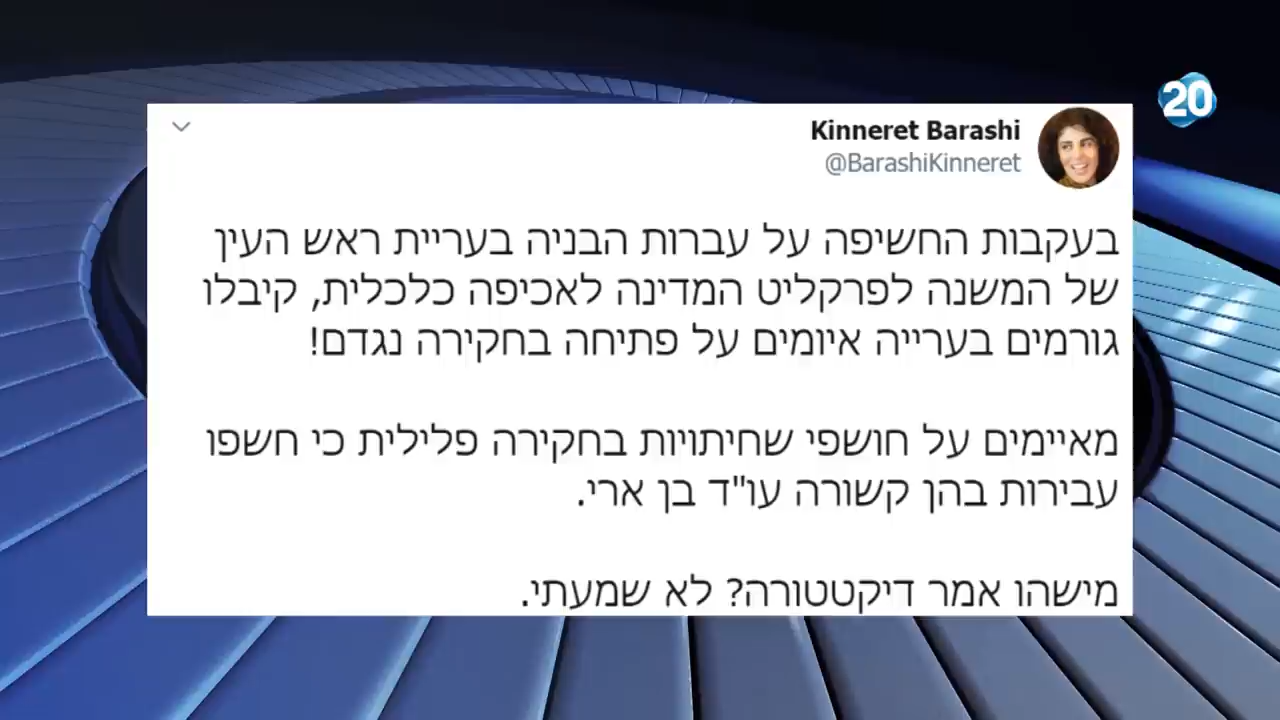 20
Kinneret Barashi
@BarashiKinneret
בעקבות החשיפה על עברות הבניה בעריית ראש העין
של המשנה לפרקליט המדינה לאכיפה כלכלית, קיבלו
גורמים בערייה איומים על פתיחה בחקירה נגדם!
מאיימים על חושפי שחיתויות בחקירה פלילית כי חשפו
עבירות בהן קשורה עו"ד בן ארי.
מישהו אמר דיקטטורה? לא שמעתי.